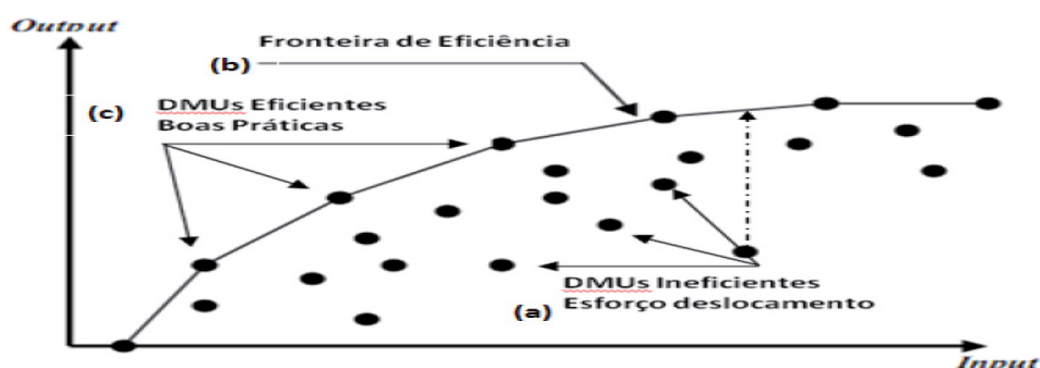 Output
Fronteira de Eficiência
(b)
(c)
DMUs Eficientes
Boas Práticas
DMUs Ineficientes
Esforço deslocamento
(a)
Input